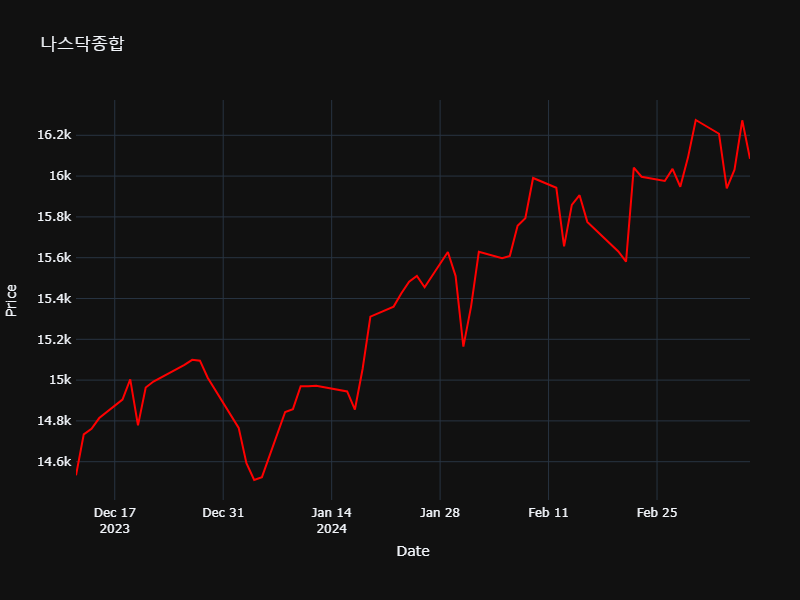 나스닥종합
16.2k
16k
15.8k
15.6k
15.4k
15.2k
15k
14.8k
14.6k
Price
Dec 17
2023
Dec 31
Jan 14
2024
Jan 28
Feb 11
Feb 25
Date